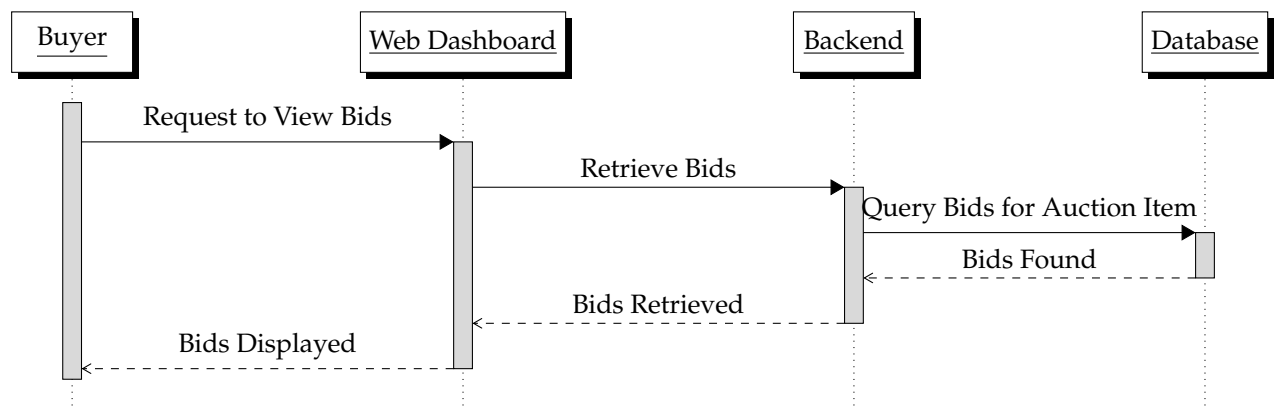 Buyer
Web Dashboard
Backend
Database
Request to View Bids
Retrieve Bids
Query Bids for Auction Item
Bids Found
Bids Retrieved
Bids Displayed